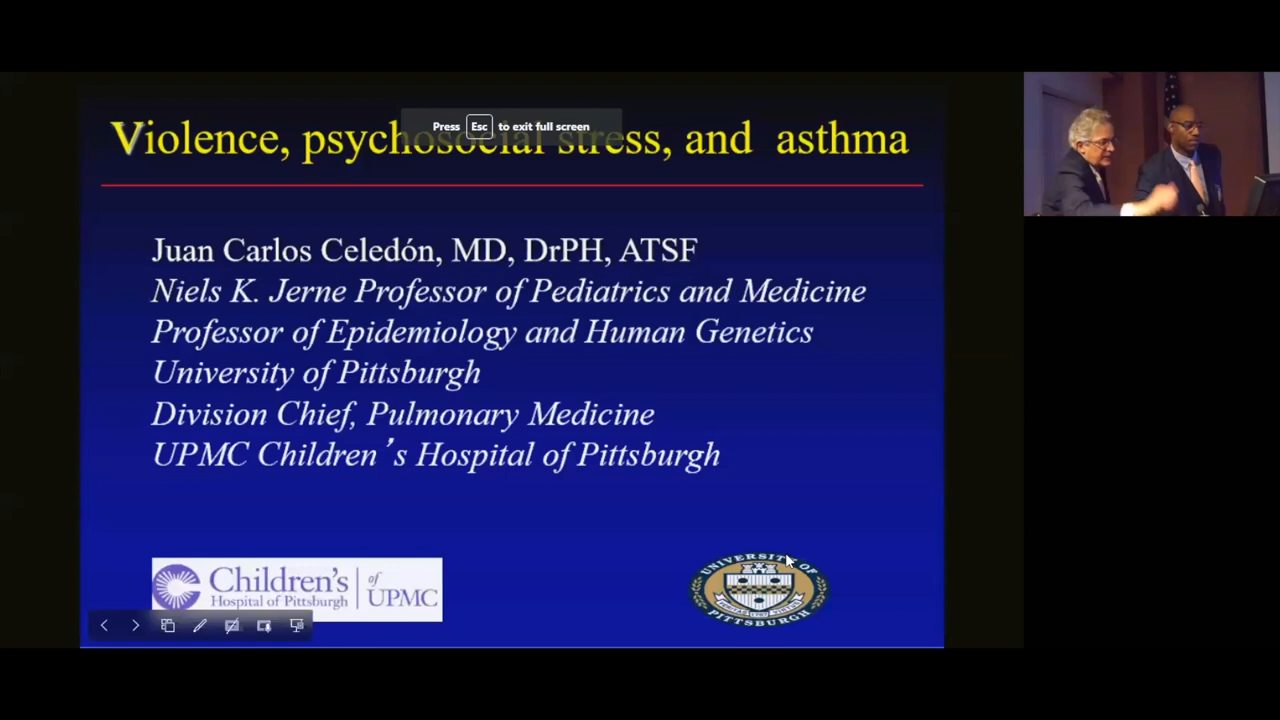 Violence, psychosocial stress, and asthma
Press Esc to exit full screen
Juan Carlos Celedón, MD, DrPH, ATSF
Niels K. Jerne Professor of Pediatrics and Medicine
Professor of Epidemiology and Human Genetics
University of Pittsburgh
Division Chief, Pulmonary Medicine
UPMC Children's Hospital of Pittsburgh
Children's
Hospital of Pittsburgh
of
UPMC
UNIVERSITY OF
PITTSBURGH